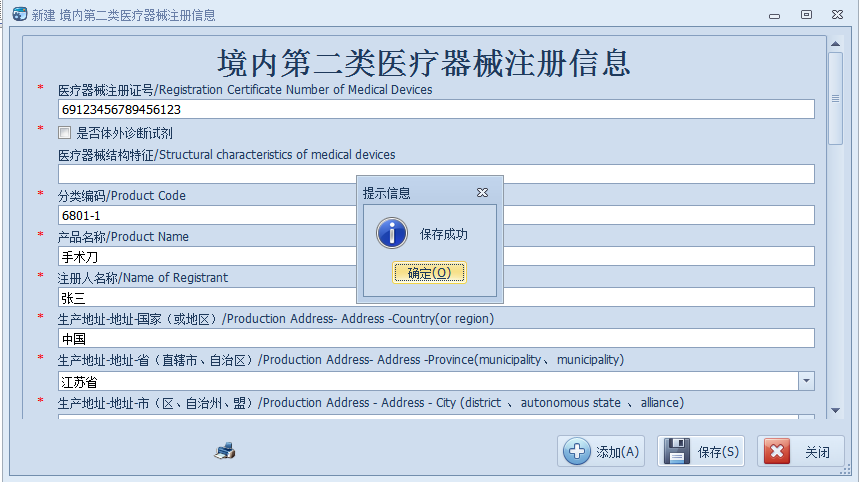 新建 境内第二类医疗器械注册信息
境内第二类医疗器械注册信息
* 医疗器械注册证号/Registration Certificate Number of Medical Devices
69123456789456123
* 是否体外诊断试剂
医疗器械结构特征/Structural characteristics of medical devices
* 分类编码/Product Code
6801-1
* 产品名称/Product Name
手术刀
* 注册人名称/Name of Registrant
张三
提示信息
保存成功
确定(O)
* 生产地址-地址-国家（或地区）/Production Address- Address -Country(or region)
中国
* 生产地址-地址-省（直辖市、自治区）/Production Address- Address -Province(municipality、municipality)
江苏省
* 生产地址-地址-市（区、自治州、盟）/Production Address - Address - City (district 、 autonomous state 、 alliance)
添加(A)
保存(S)
关闭